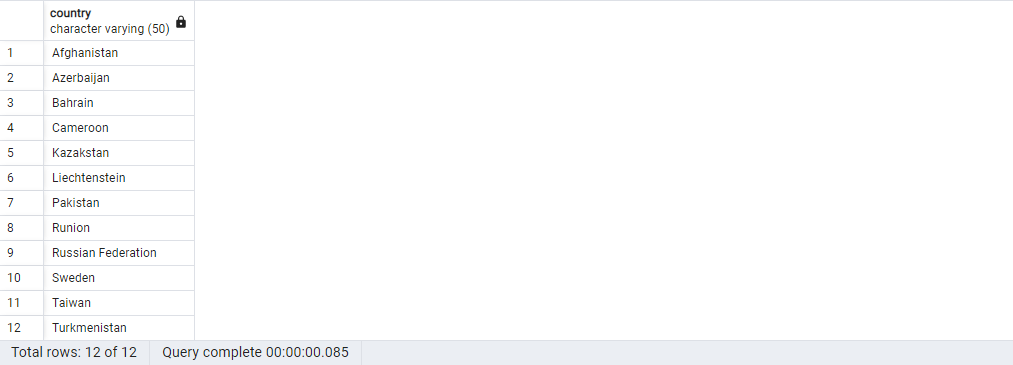 country
character varying (50)
1 Afghanistan
2 Azerbaijan
3 Bahrain
4 Cameroon
5 Kazakstan
6 Liechtenstein
7 Pakistan
8 Runion
9 Russian Federation
10 Sweden
11 Taiwan
12 Turkmenistan
Total rows: 12 of 12 Query complete 00:00:00.085